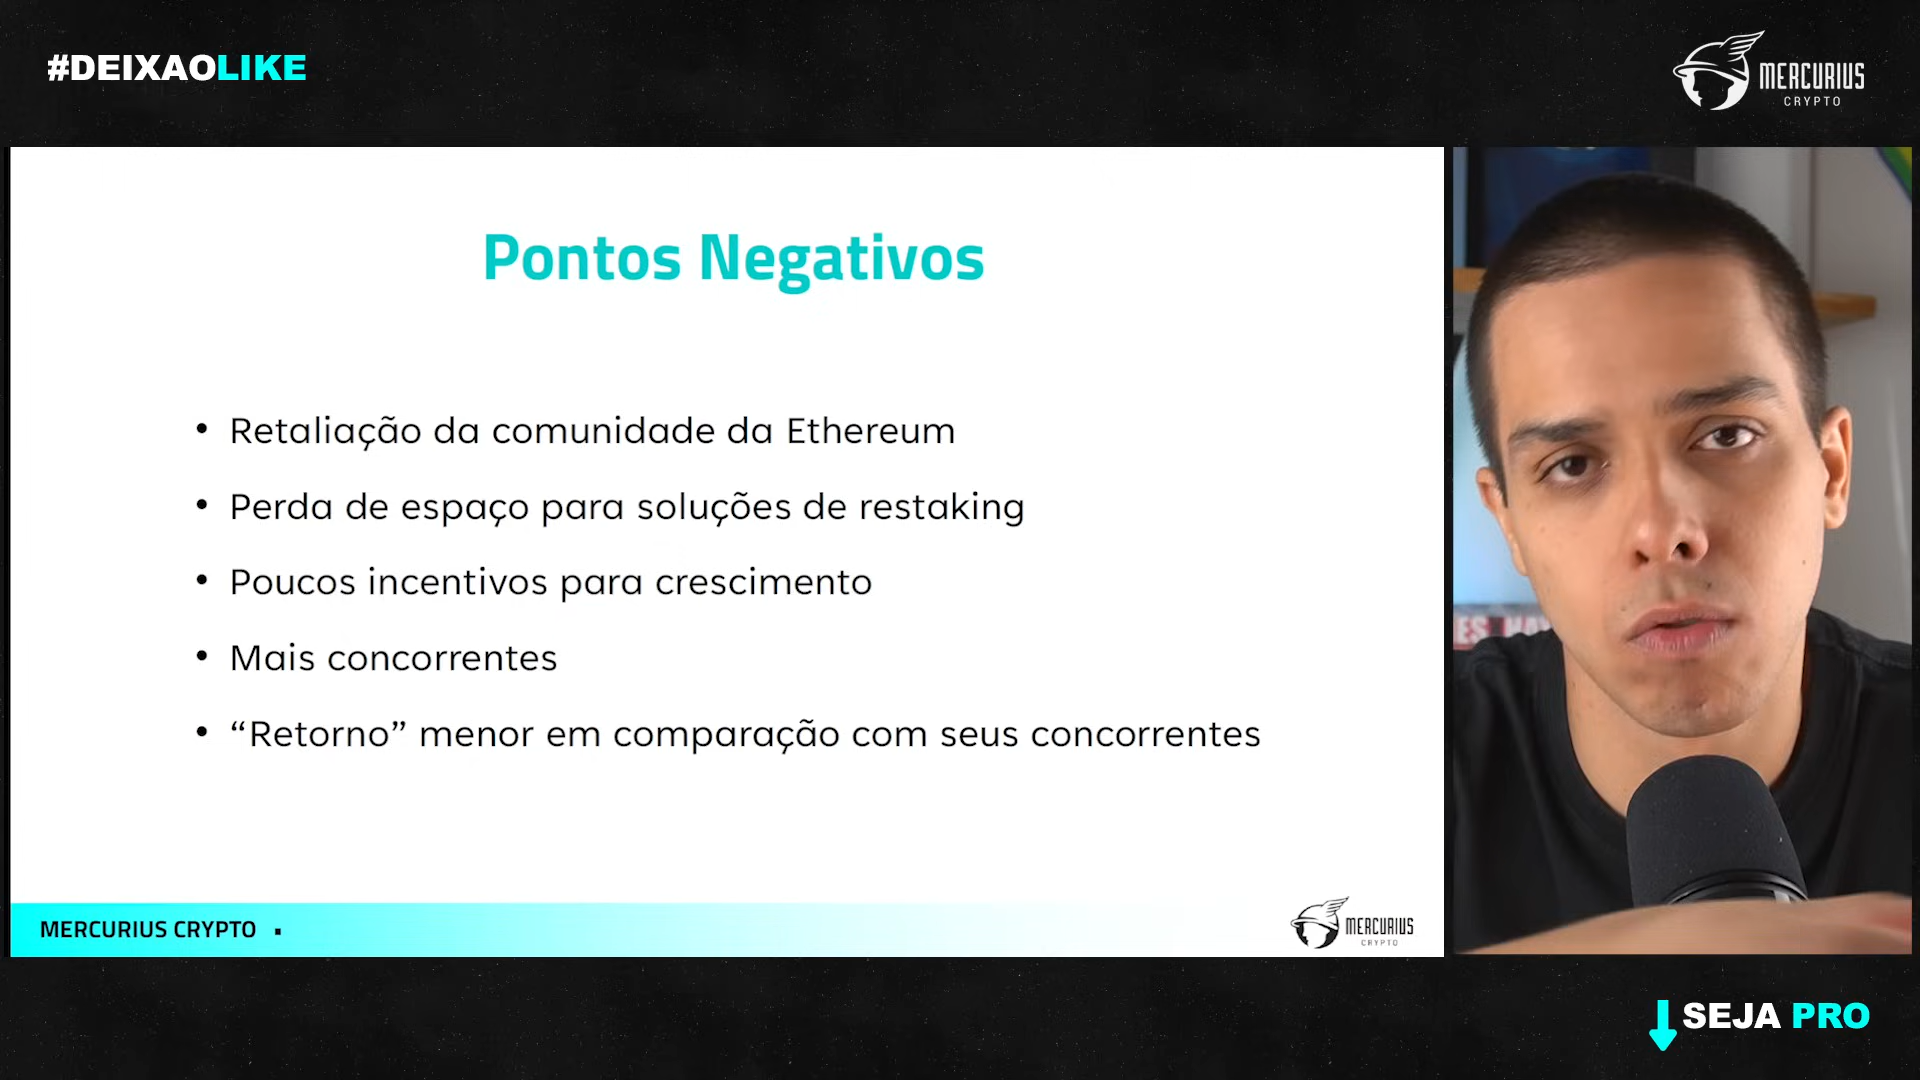 #DEIXAOLIKE
MERCURIUS
CRYPTO
Pontos Negativos
• Retaliação da comunidade da Ethereum
• Perda de espaço para soluções de restaking
• Poucos incentivos para crescimento
• Mais concorrentes
• “Retorno” menor em comparação com seus concorrentes
MERCURIUS CRYPTO ▪
MERCURIUS
CRYPTO
SEJA PRO